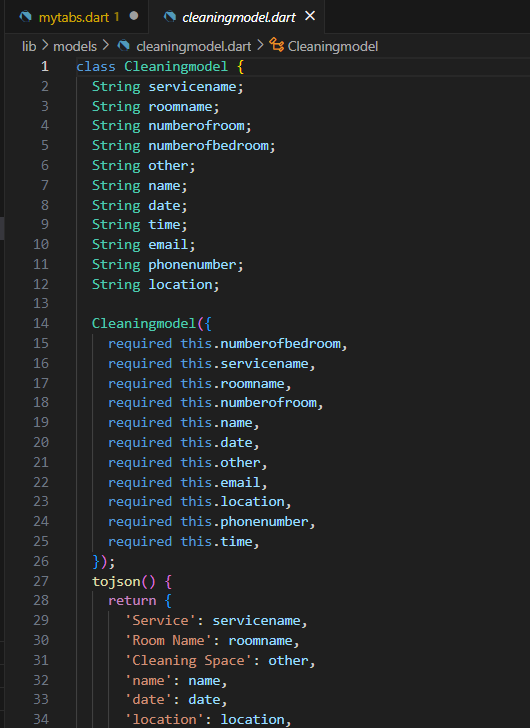 mytabs.dart 1 cleaningmodel.dart
lib > models > cleaningmodel.dart > Cleaningmodel
1 class Cleaningmodel {
2 String servicename;
3 String roomname;
4 String numberofroom;
5 String numberofbedroom;
6 String other;
7 String name;
8 String date;
9 String time;
10 String email;
11 String phonenumber;
12 String location;
13
14 Cleaningmodel({
15 required this.numberofbedroom,
16 required this.servicename,
17 required this.roomname,
18 required this.numberofroom,
19 required this.name,
20 required this.date,
21 required this.other,
22 required this.email,
23 required this.location,
24 required this.phonenumber,
25 required this.time,
26 });
27 tojson() {
28 return {
29 'Service': servicename,
30 'Room Name': roomname,
31 'Cleaning Space': other,
32 'name': name,
33 'date': date,
34 'location': location,